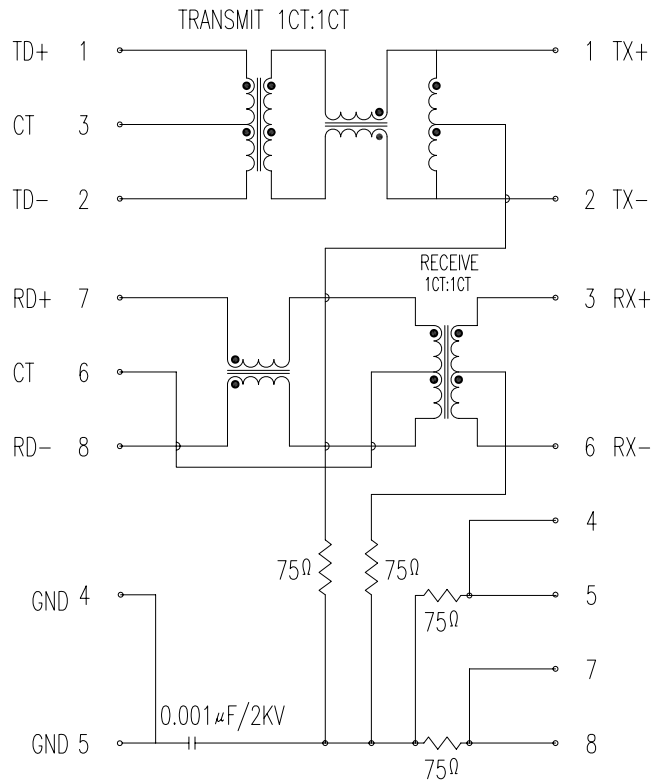 TRANSMIT 1CT:1CT
TD+ 1
1 TX+
CT 3
TD- 2
2 TX-
RECEIVE
1CT:1CT
RD+ 7
3 RX+
CT 6
RD- 8
6 RX-
4
75Ω
75Ω
GND 4
5
75Ω
7
0.001μF/2KV
GND 5
8
75Ω